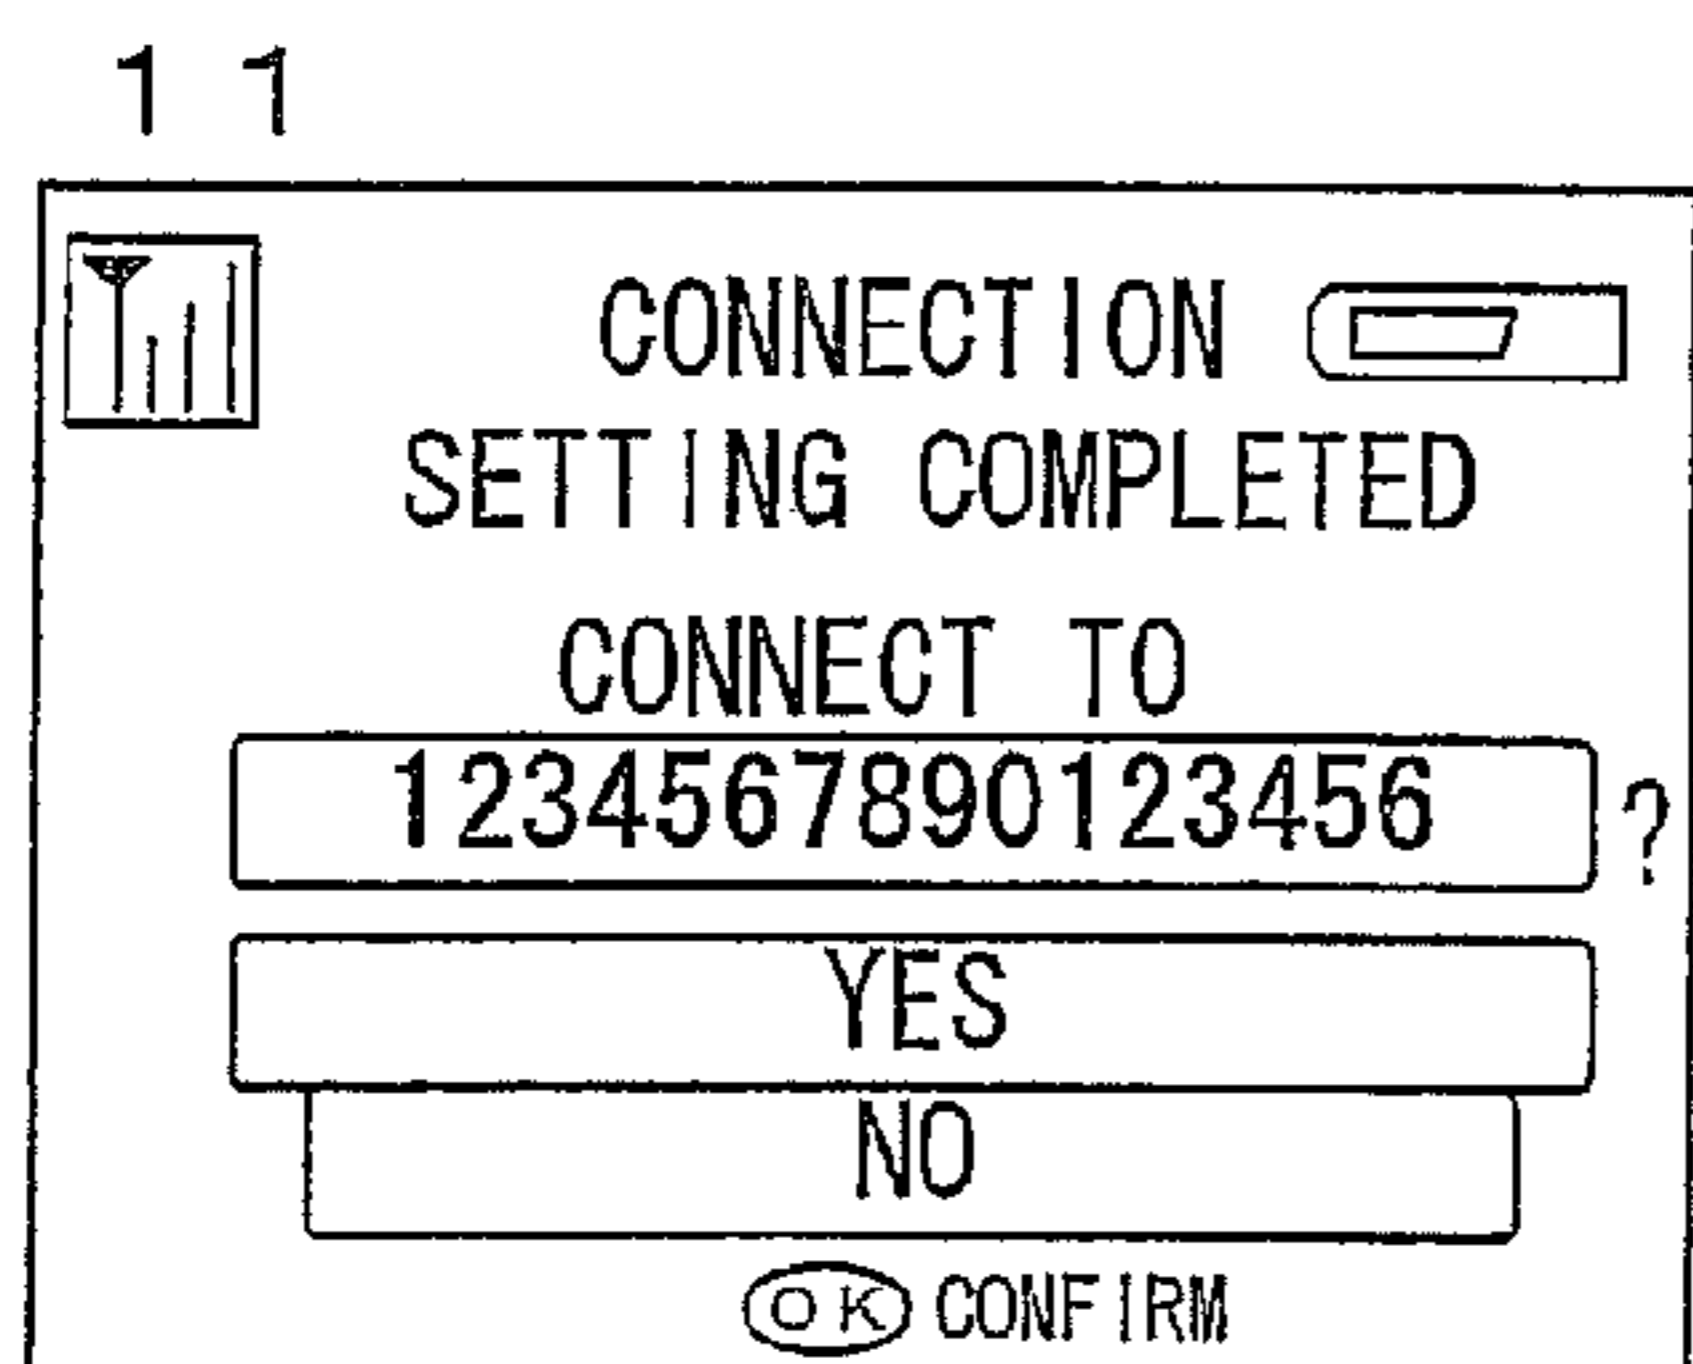 11
CONNECTION
SETTING COMPLETED
CONNECT TO
1234567890123456 ?
YES
NO
OK CONFIRM